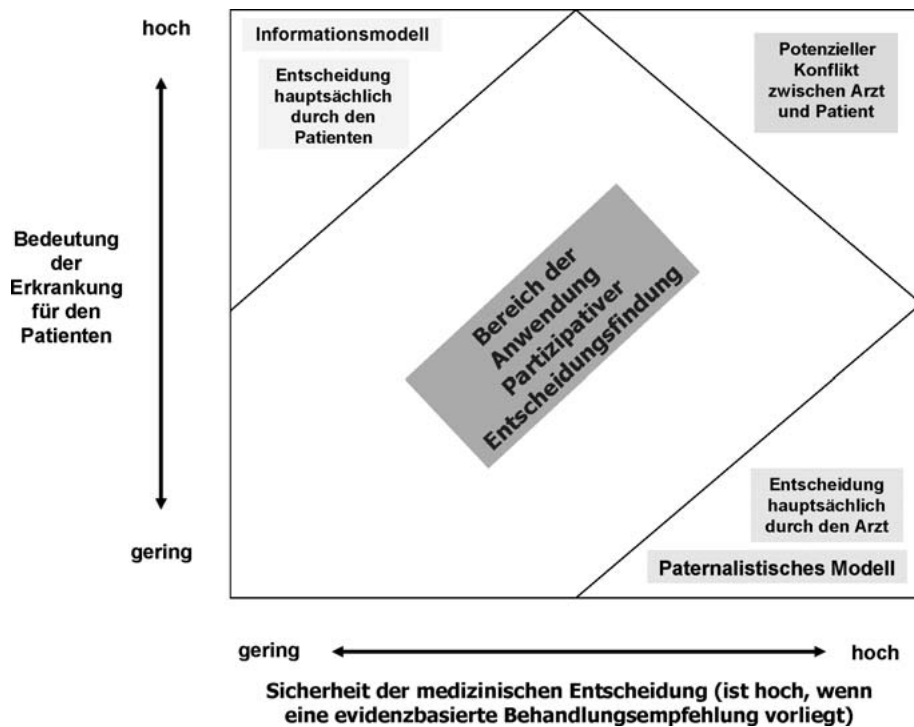 hoch
Informationsmodell
Entscheidung
hauptsächlich
durch den
Patienten
Potenzieller
Konflikt
zwischen Arzt
und Patient
Bedeutung
der
Erkrankung
für den
Patienten
Bereich der
Anwendung
Partizipativer
Entscheidungsfindung
Entscheidung
hauptsächlich
durch den Arzt
Paternalistisches Modell
gering
gering
hoch
Sicherheit der medizinischen Entscheidung (ist hoch, wenn
eine evidenzbasierte Behandlungsempfehlung vorliegt)